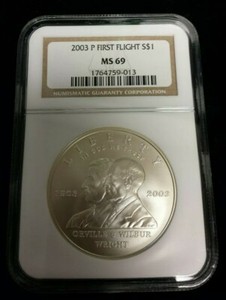 2003 P FIRST FLIGHT S$1
MS 69
1764759-013
NUMISMATIC GUARANTY CORPORATION
LIBERTY
1903 2003
ORVILLE & WILBUR
WRIGHT